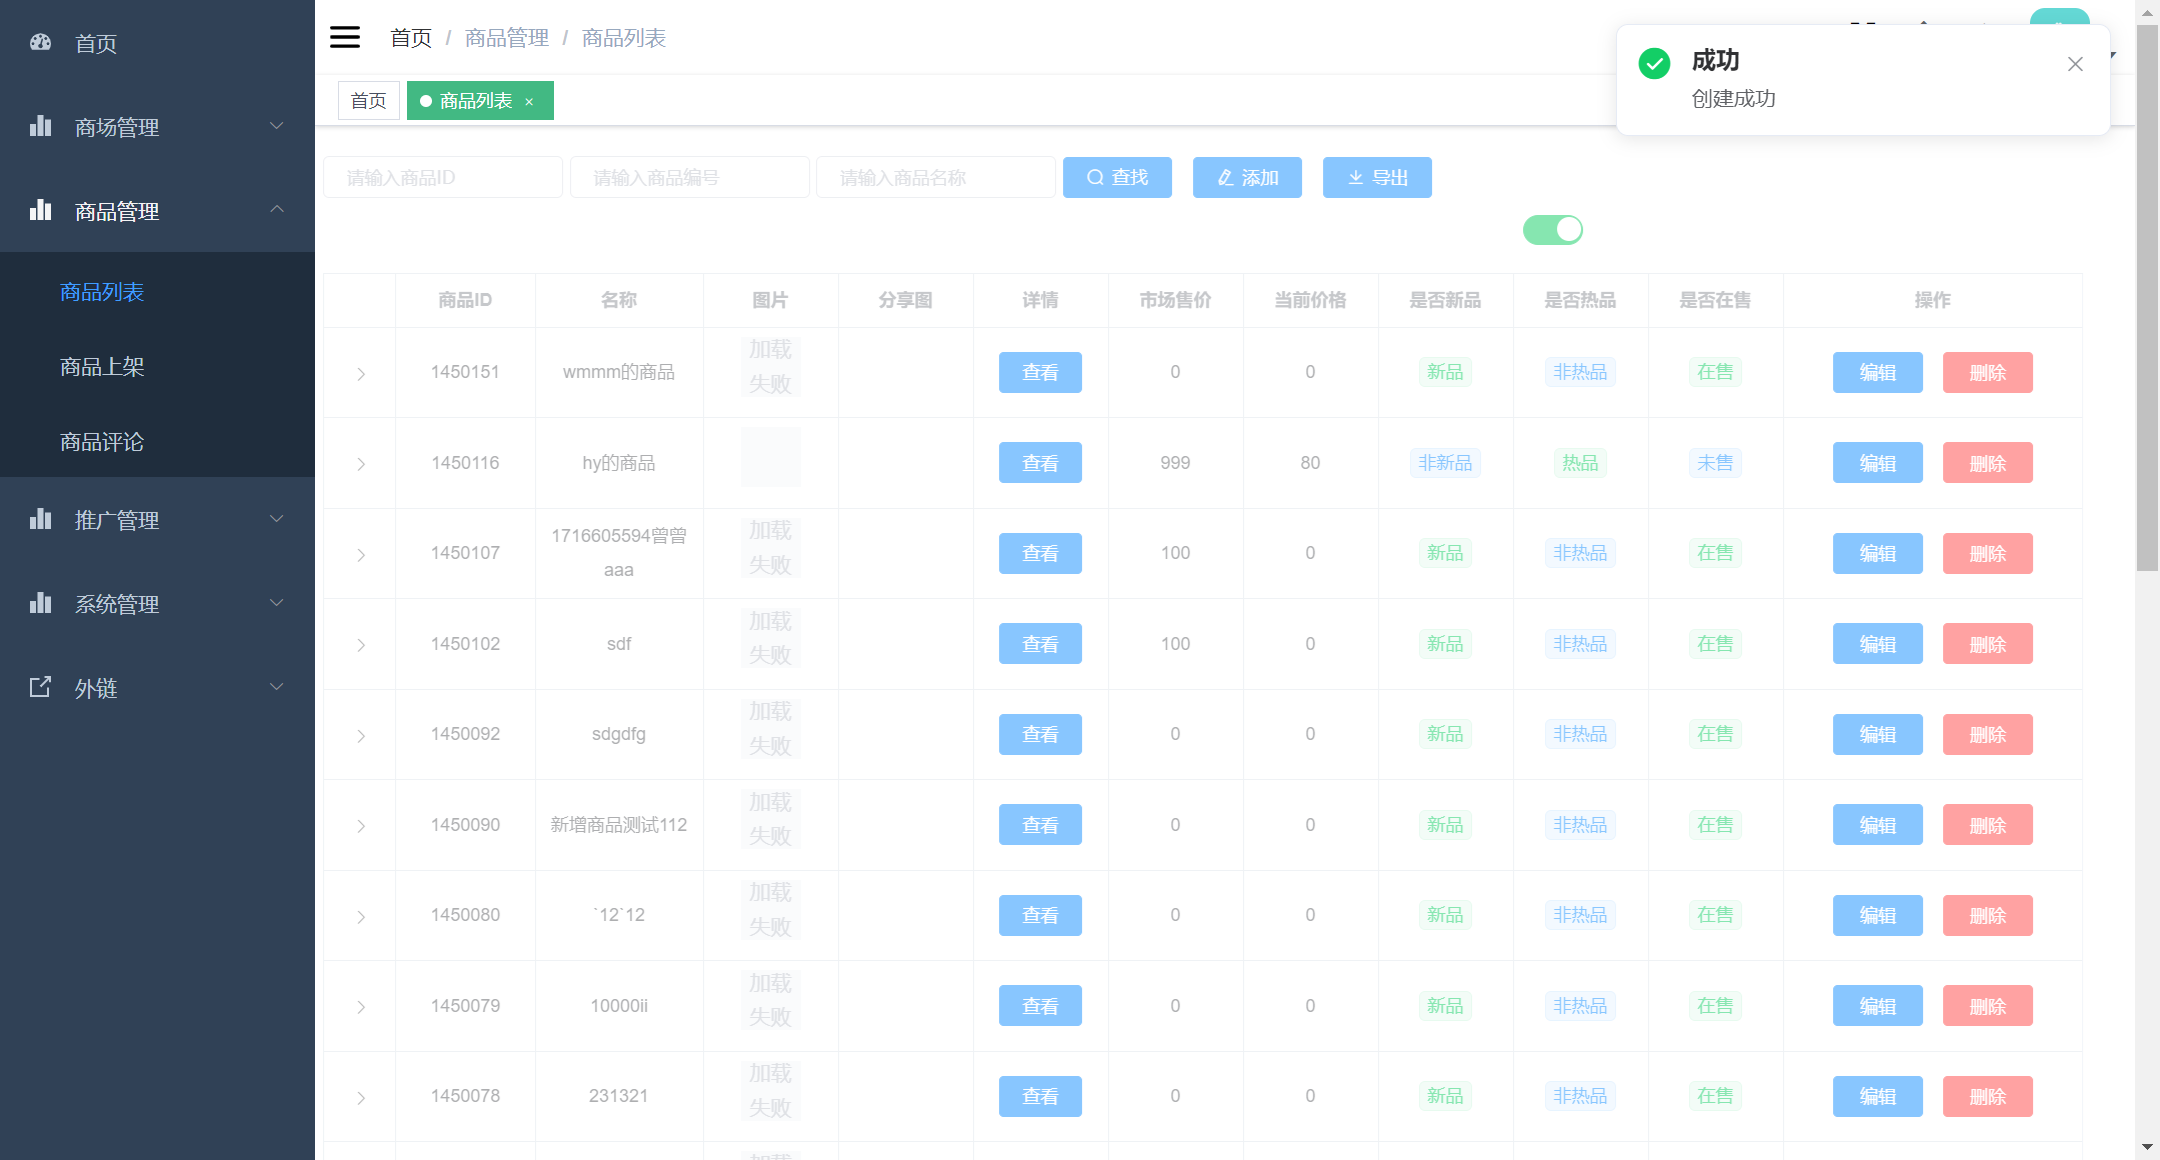 首页
商场管理
商品管理
商品列表
商品上架
商品评论
推广管理
系统管理
外链
首页 / 商品管理 / 商品列表
成功
创建成功
首页
商品列表 ×
请输入商品ID 请输入商品编号 请输入商品名称 查找 添加 导出
商品ID 名称 图片 分享图 详情 市场售价 当前价格 是否新品 是否热品 是否在售 操作
1450151 wmmm的商品 加载失败 查看 0 0 新品 非热品 在售 编辑 删除
1450116 hy的商品 查看 999 80 非新品 热品 未售 编辑 删除
1450107 1716605594曾曾aaa 加载失败 查看 100 0 新品 非热品 在售 编辑 删除
1450102 sdf 加载失败 查看 100 0 新品 非热品 在售 编辑 删除
1450092 sdgdfg 加载失败 查看 0 0 新品 非热品 在售 编辑 删除
1450090 新增商品测试112 加载失败 查看 0 0 新品 非热品 在售 编辑 删除
1450080 `12`12 加载失败 查看 0 0 新品 非热品 在售 编辑 删除
1450079 10000ii 加载失败 查看 0 0 新品 非热品 在售 编辑 删除
1450078 231321 加载失败 查看 0 0 新品 非热品 在售 编辑 删除